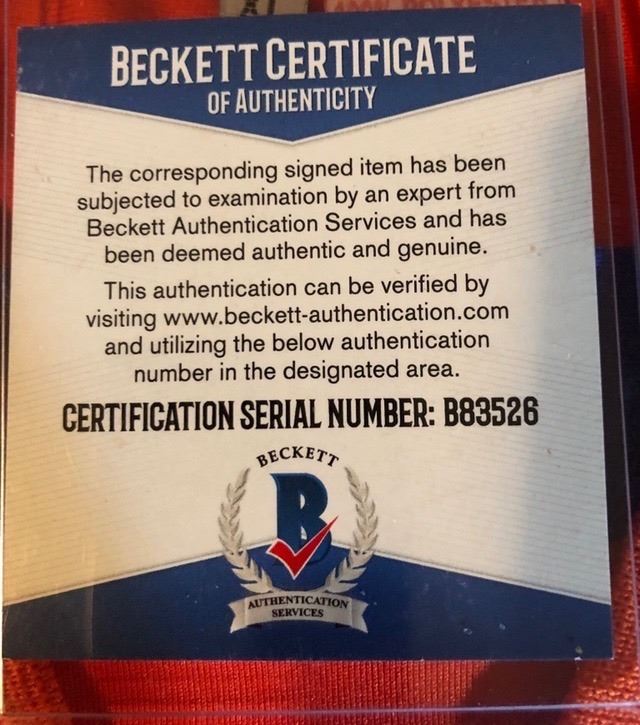 BECKETT CERTIFICATE
OF AUTHENTICITY
The corresponding signed item has been
subjected to examination by an expert from
Beckett Authentication Services and has
been deemed authentic and genuine.
This authentication can be verified by
visiting www.beckett-authentication.com
and utilizing the below authentication
number in the designated area.
CERTIFICATION SERIAL NUMBER: B83526
BECKETT
B
AUTHENTICATION
SERVICES